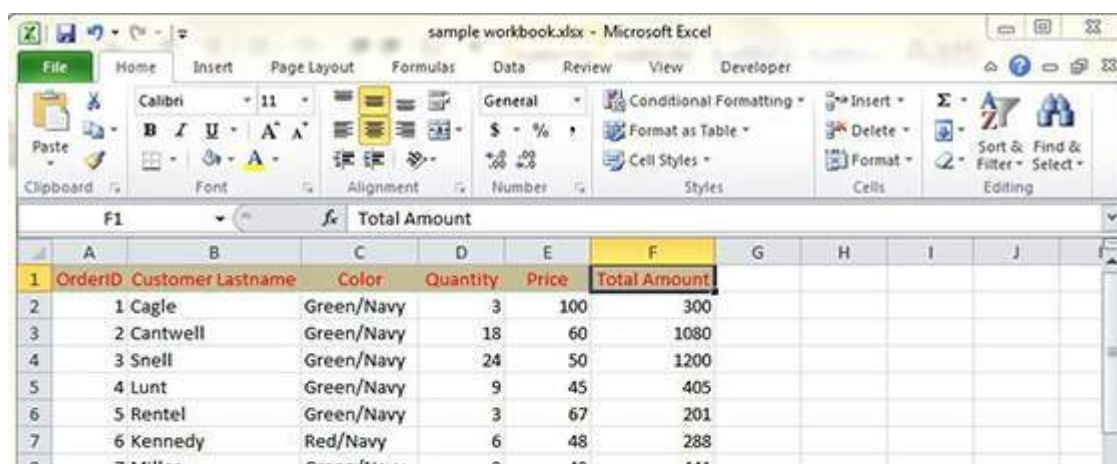 sample workbook.xlsx - Microsoft Excel
File Home Insert Page Layout Formulas Data Review View Developer
Calibri 11 General Conditional Formatting Insert Σ
Paste B I U A A $ % , Format as Table Delete Sort & Find &
A Cell Styles Format Filter Select
Clipboard Font Alignment Number Styles Cells Editing
F1 fx Total Amount
A B C D E F G H I J
1 OrderID Customer Lastname Color Quantity Price Total Amount
2 1 Cagle Green/Navy 3 100 300
3 2 Cantwell Green/Navy 18 60 1080
4 3 Snell Green/Navy 24 50 1200
5 4 Lunt Green/Navy 9 45 405
6 5 Rentel Green/Navy 3 67 201
7 6 Kennedy Red/Navy 6 48 288